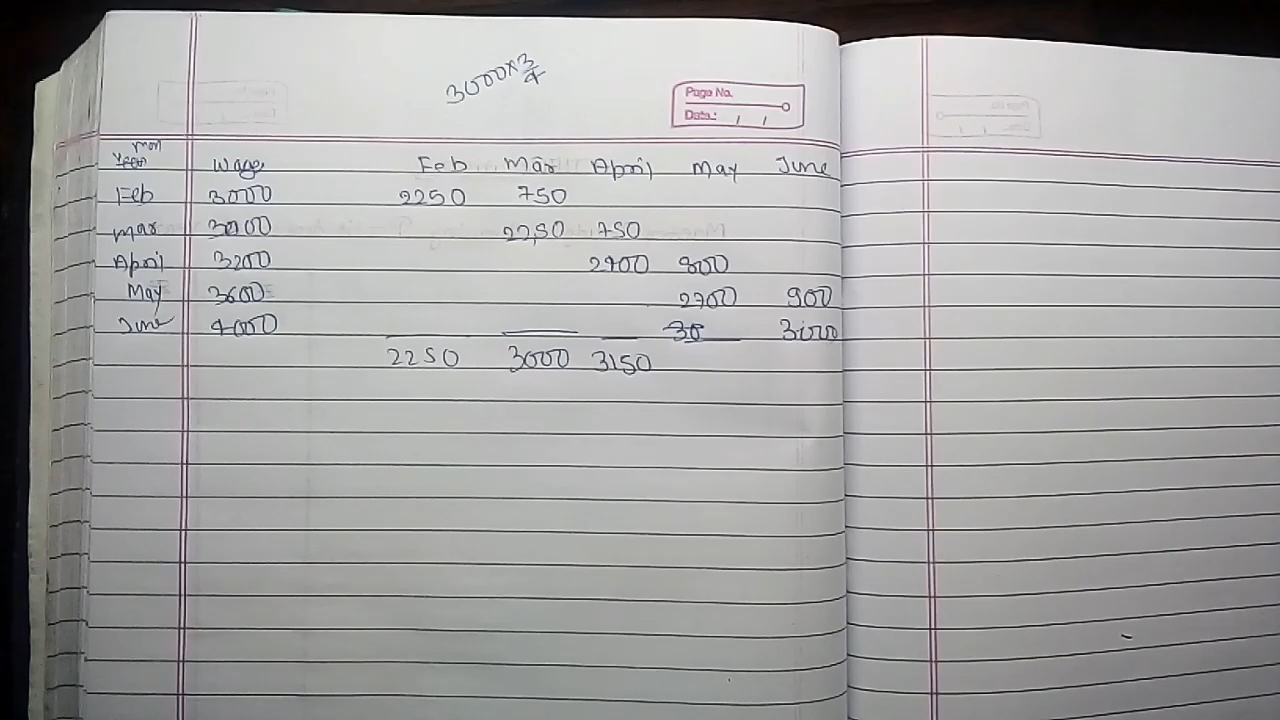 3000×3/4
Page No.
Date.: / /
mon
Year Wage Feb Mar April May June
Feb 3000 2250 750
Mar 3000 2250 750
April 3200 2400 800
May 3600 2700 900
June 4000 30 3000
2250 3000 3150